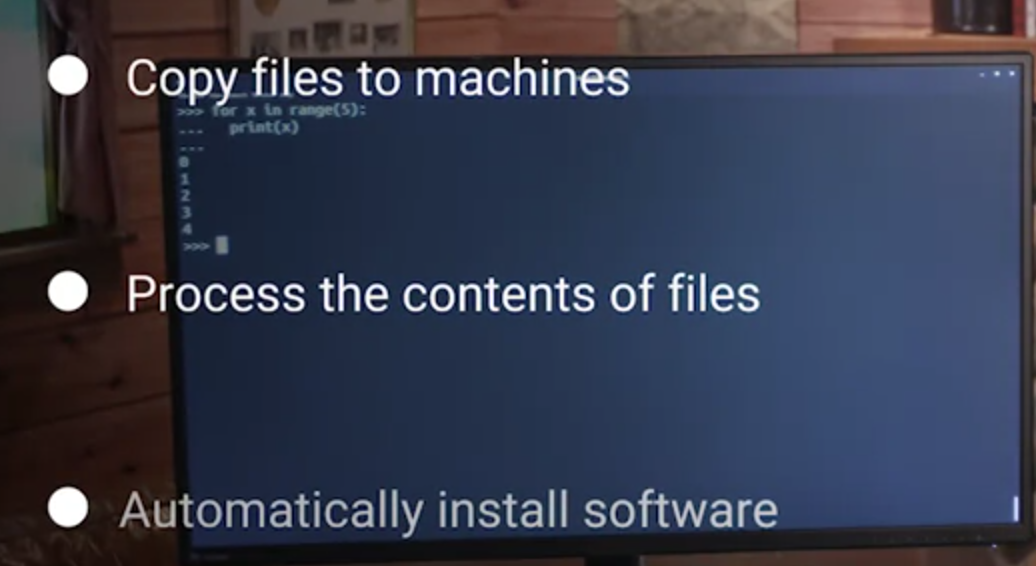 Copy files to machines
>>> for x in range(5):
... print(x)
...
0
1
2
3
4
>>>
Process the contents of files
Automatically install software